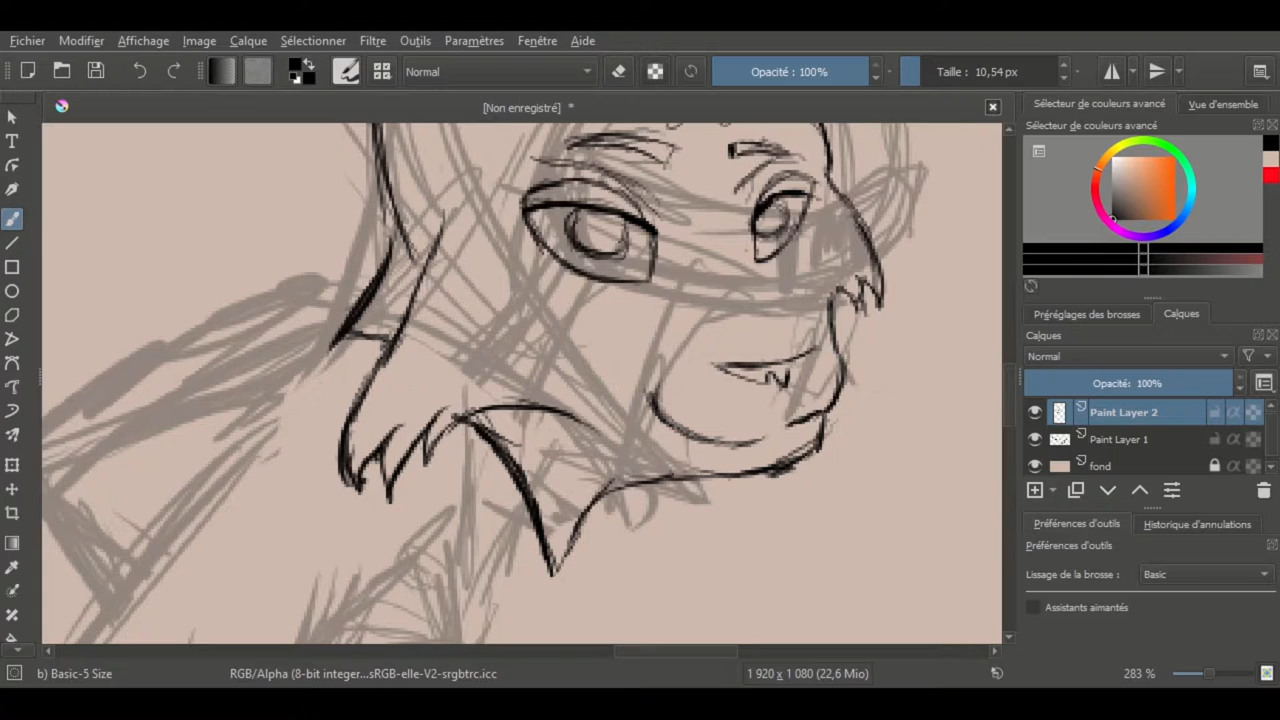 Fichier Modifier Affichage Image Calque Sélectionner Filtre Outils Paramètres Fenêtre Aide
Normal Opacité : 100% Taille : 10,54 px
[Non enregistré] *
Sélecteur de couleurs avancé Vue d'ensemble
Sélecteur de couleurs avancé
Préréglages des brosses Calques
Calques
Normal
Opacité: 100%
Paint Layer 2
Paint Layer 1
fond
Préférences d'outils Historique d'annulations
Préférences d'outils
Lissage de la brosse : Basic
Assistants aimantés
b) Basic-5 Size RGB/Alpha (8-bit integer...sRGB-elle-V2-srgbtrc.icc 1 920 x 1 080 (22,6 Mio) 283 %